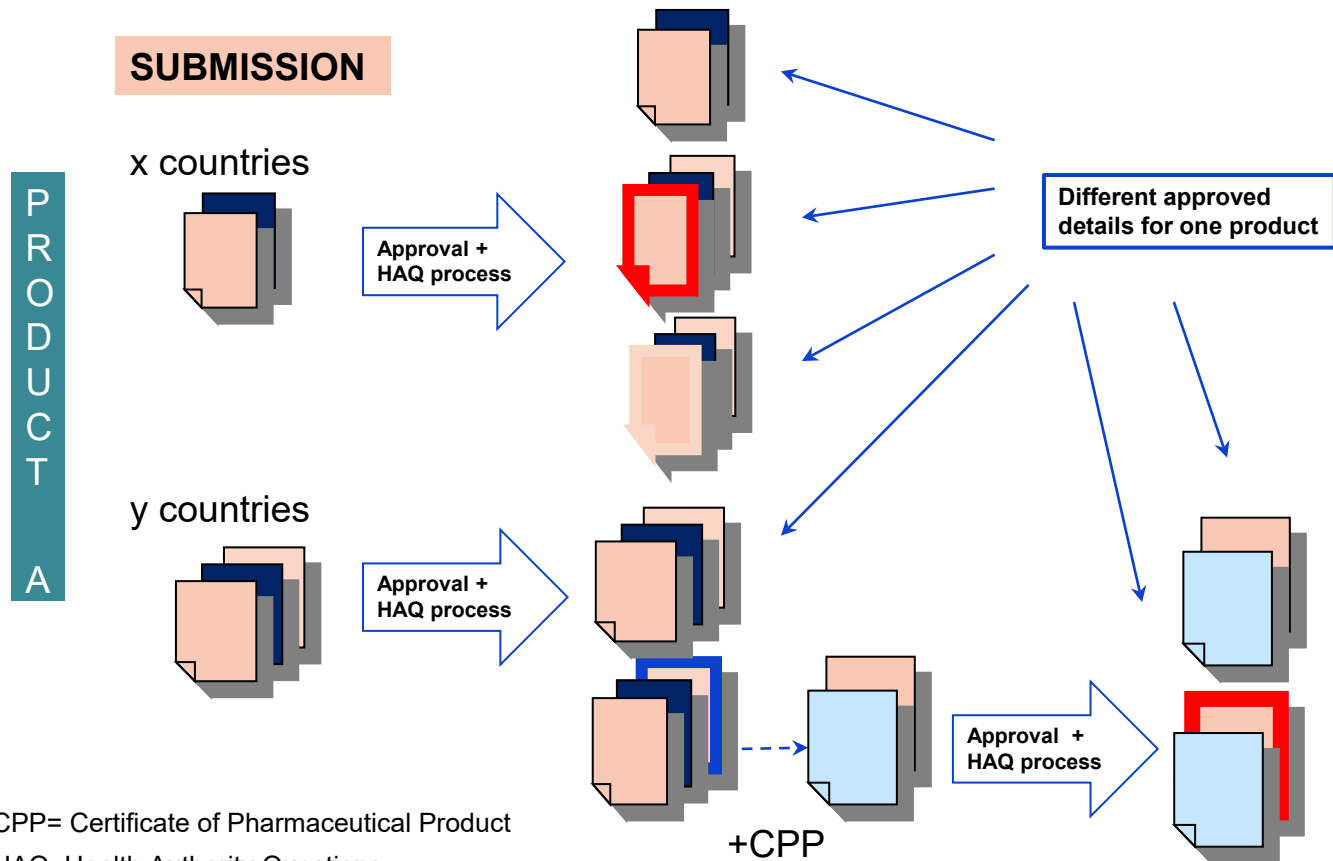 SUBMISSION
PRODUCT A
x countries
Approval +
HAQ process
Different approved
details for one product
y countries
Approval +
HAQ process
Approval +
HAQ process
+CPP
CPP= Certificate of Pharmaceutical Product